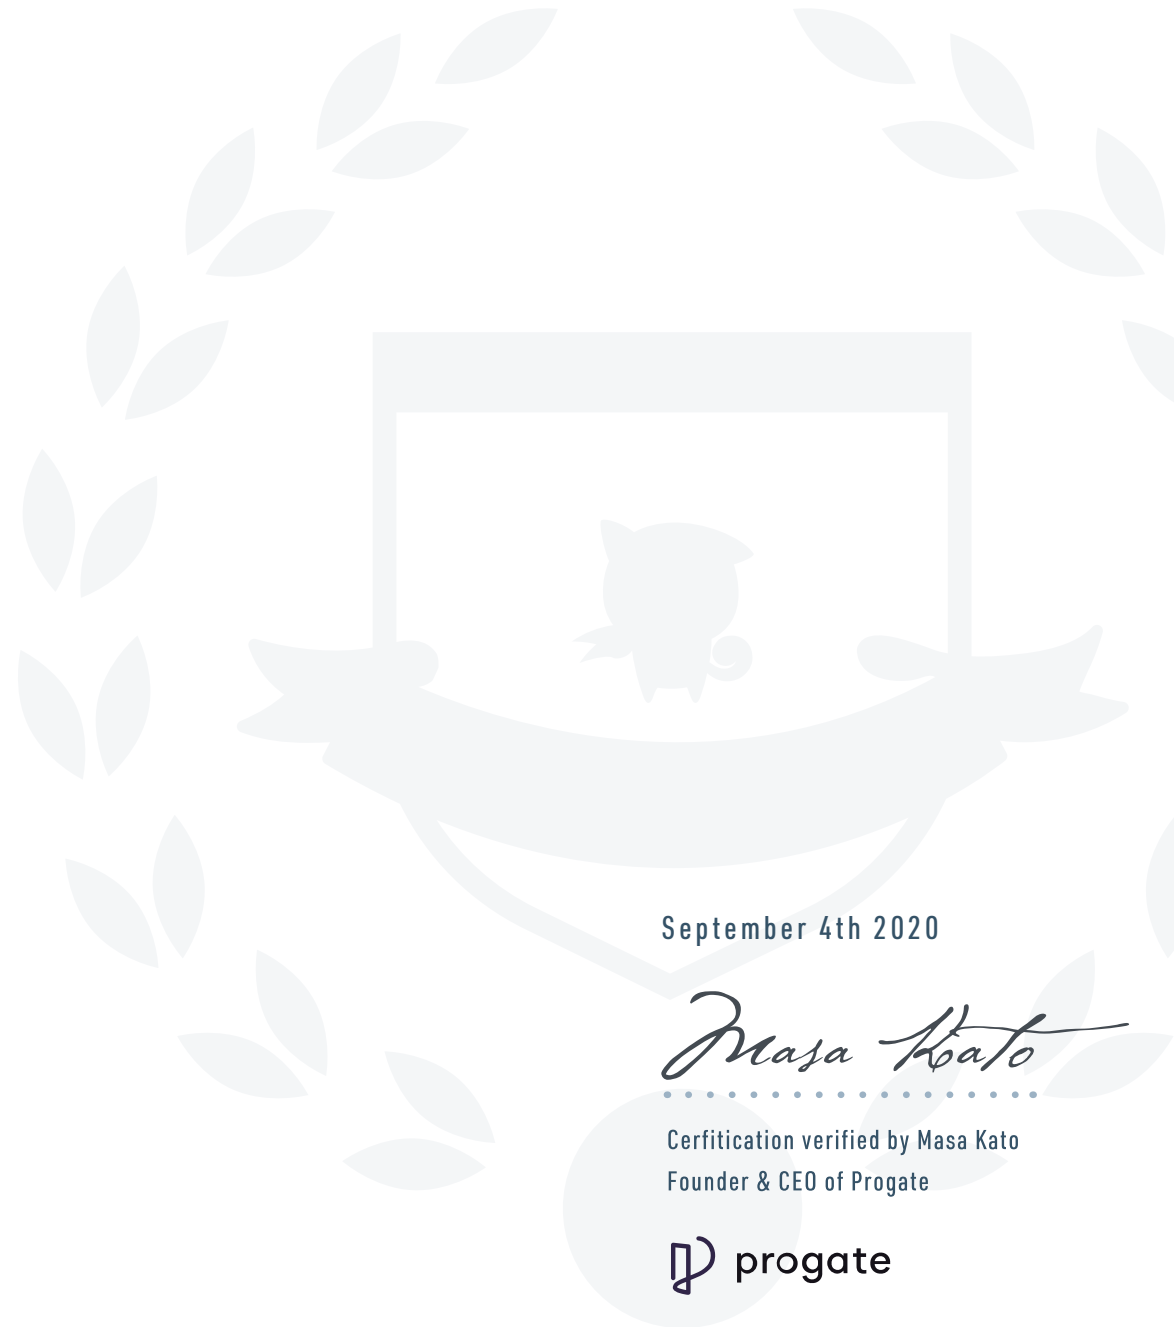 September 4th 2020
Masa Kato
Cerfitication verified by Masa Kato
Founder & CEO of Progate
progate